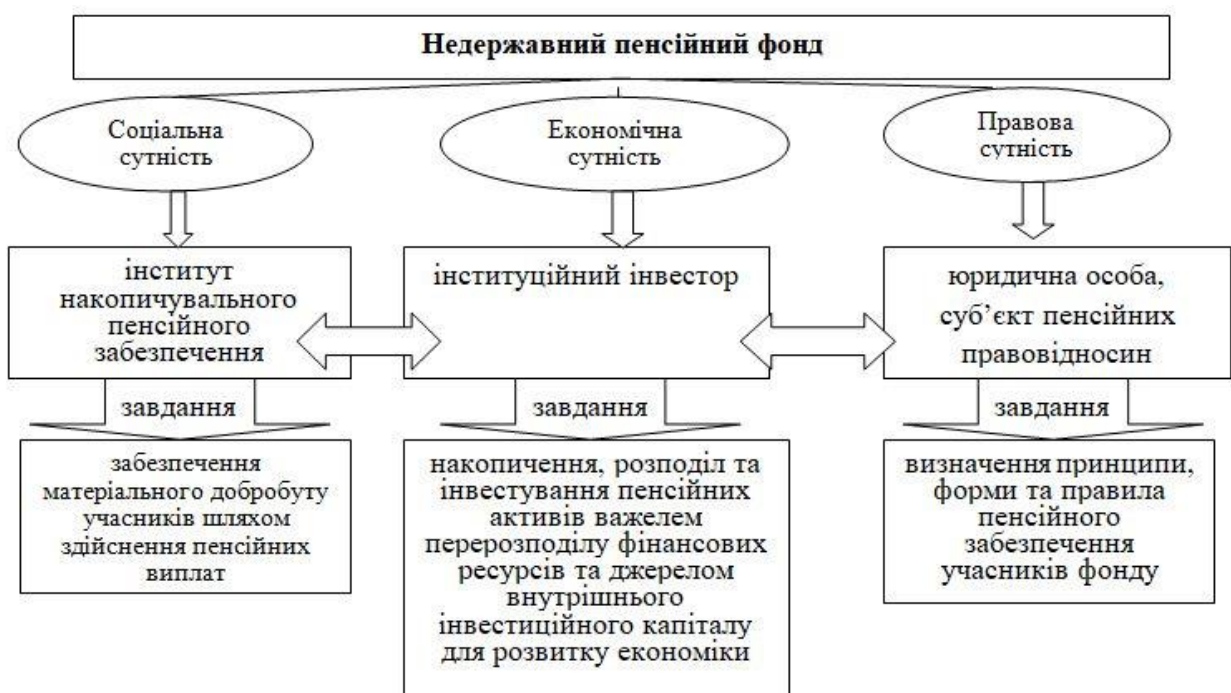 Недержавний пенсійний фонд
Соціальна
сутність
Економічна
сутність
Правова
сутність
інститут
накопичувального
пенсійного
забезпечення
інституційний інвестор
юридична особа,
суб’єкт пенсійних
правовідносин
завдання
завдання
завдання
забезпечення
матеріального добробуту
учасників шляхом
здійснення пенсійних
виплат
накопичення, розподіл та
інвестування пенсійних
активів важелем
перерозподілу фінансових
ресурсів та джерелом
внутрішнього
інвестиційного капіталу
для розвитку економіки
визначення принципи,
форми та правила
пенсійного
забезпечення
учасників фонду